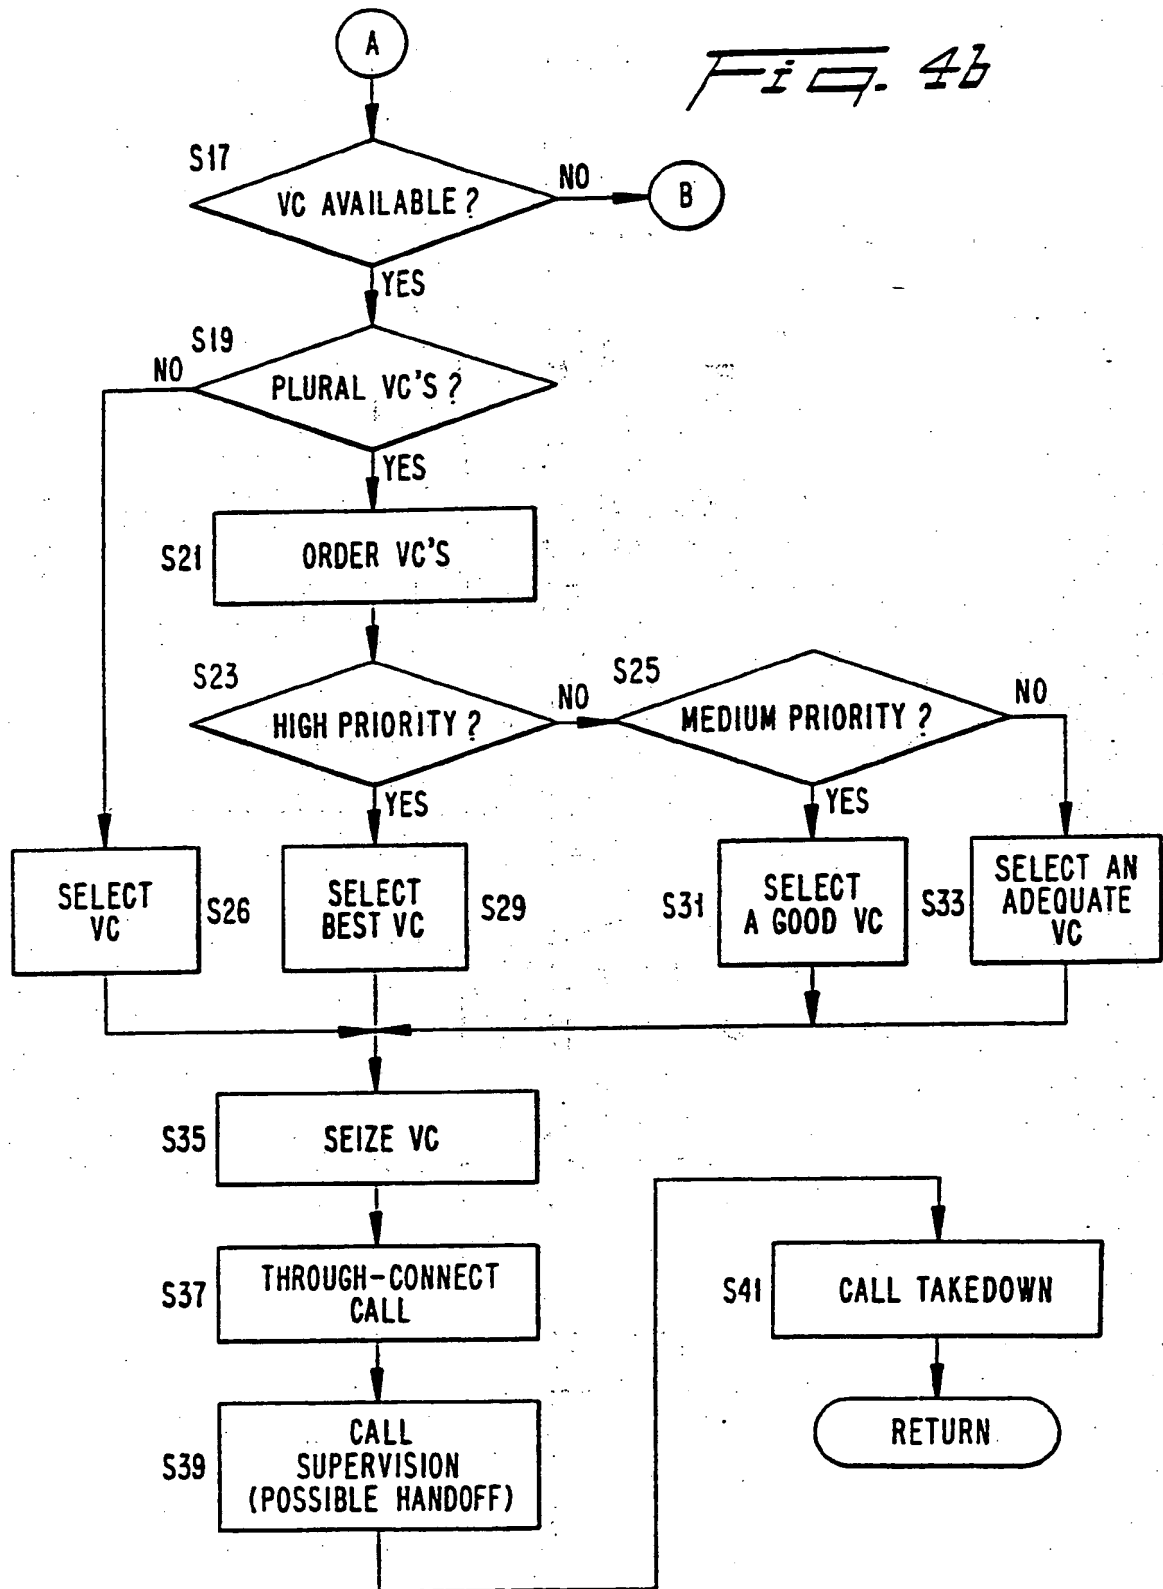 A
Fig. 4b
S17
VC AVAILABLE?
NO
B
YES
S19
NO
PLURAL VC'S?
YES
S21
ORDER VC'S
S23
HIGH PRIORITY?
NO
S25
MEDIUM PRIORITY?
NO
YES
YES
SELECT
VC
S26
SELECT
BEST VC
S29
S31
SELECT
A GOOD VC
S33
SELECT AN
ADEQUATE
VC
S35
SEIZE VC
S37
THROUGH-CONNECT
CALL
S41
CALL TAKEDOWN
S39
CALL
SUPERVISION
(POSSIBLE HANDOFF)
RETURN